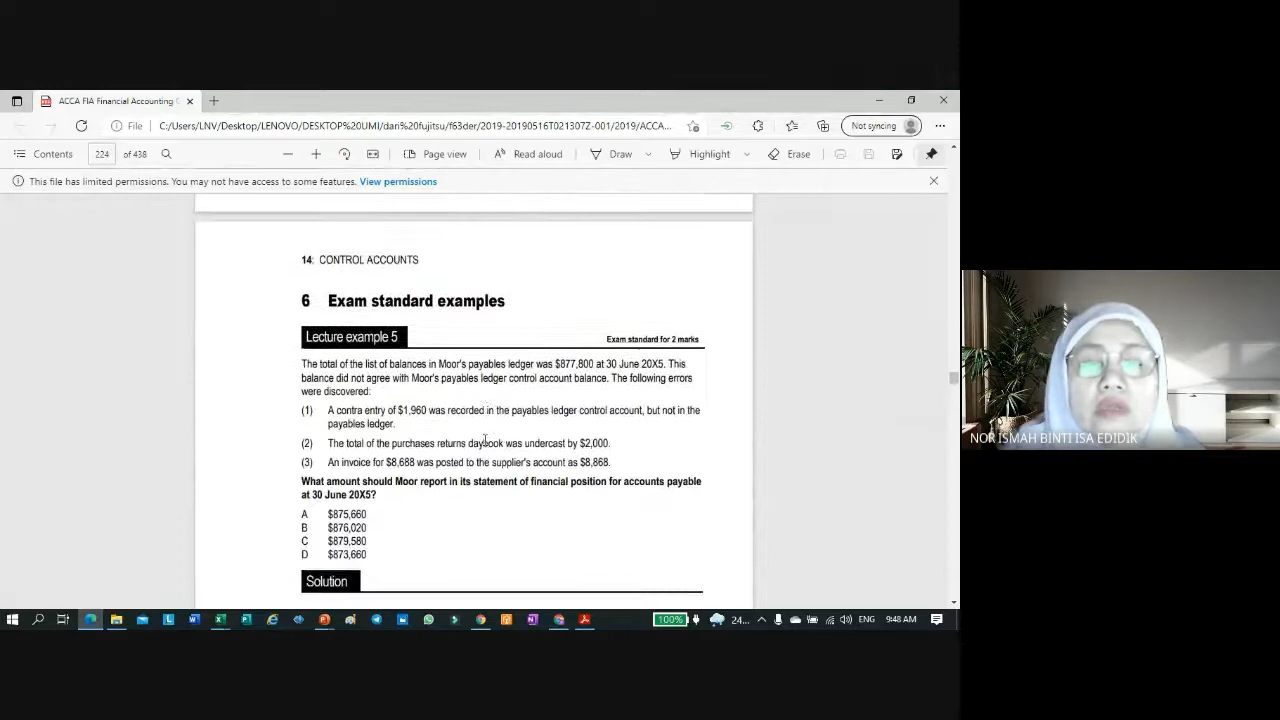 ACCA FIA Financial Accounting
File C:/Users/LNV/Desktop/LENOVO/DESKTOP%20UMI/dari%20fujitsu/f63der/2019-20190516T021307Z-001/2019/ACCA... Not syncing
Contents 224 of 438 Page view Read aloud Draw Highlight Erase
This file has limited permissions. You may not have access to some features. View permissions
14: CONTROL ACCOUNTS
6 Exam standard examples
Lecture example 5 Exam standard for 2 marks
The total of the list of balances in Moor's payables ledger was $877,800 at 30 June 20X5. This
balance did not agree with Moor's payables ledger control account balance. The following errors
were discovered:
(1) A contra entry of $1,960 was recorded in the payables ledger control account, but not in the
payables ledger.
(2) The total of the purchases returns daybook was undercast by $2,000.
(3) An invoice for $8,688 was posted to the supplier's account as $8,868.
What amount should Moor report in its statement of financial position for accounts payable
at 30 June 20X5?
A $875,660
B $876,020
C $879,580
D $873,660
Solution
NOR ISMAH BINTI ISA EDIDIK
100% 24... ENG 9:48 AM